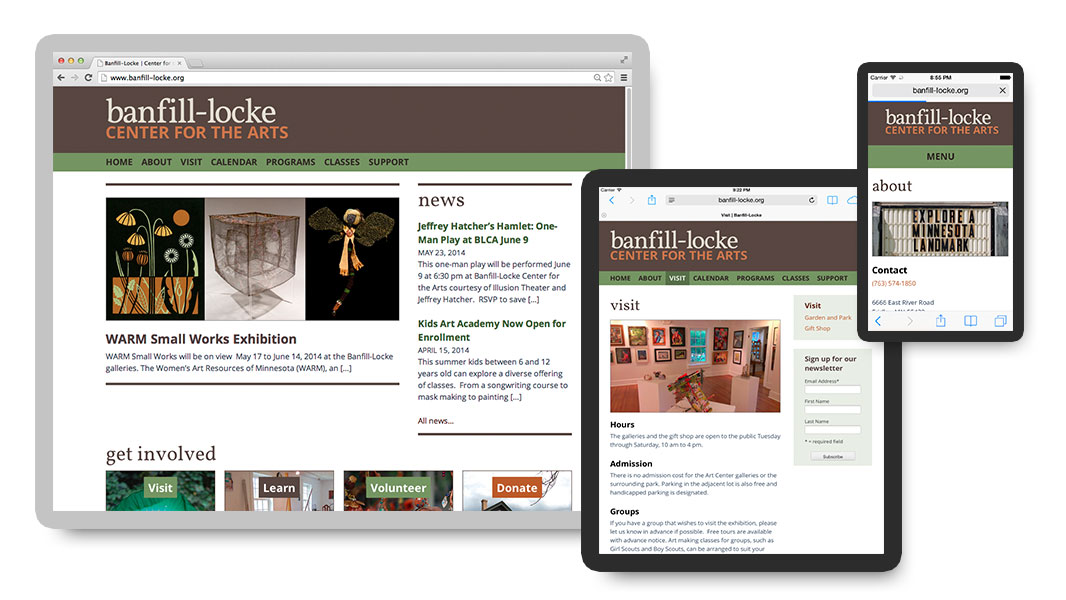 Banfill-Locke | Center for
www.banfill-locke.org
banfill-locke
CENTER FOR THE ARTS
HOME ABOUT VISIT CALENDAR PROGRAMS CLASSES SUPPORT
WARM Small Works Exhibition
WARM Small Works will be on view May 17 to June 14, 2014 at the Banfill-Locke
galleries. The Women's Art Resources of Minnesota (WARM), an [...]
news
Jeffrey Hatcher's Hamlet: One-
Man Play at BLCA June 9
MAY 23, 2014
This one-man play will be performed June
9 at 6:30 pm at Banfill-Locke Center for
the Arts courtesy of Illusion Theater and
Jeffrey Hatcher. RSVP to save [...]
Kids Art Academy Now Open for
Enrollment
APRIL 15, 2014
This summer kids between 6 and 12
years old can explore a diverse offering
of classes. From a songwriting course to
mask making to painting [...]
All news...
get involved
Visit
Learn
Volunteer
Donate
Carrier
9:22 PM
banfill-locke.org
Visit | Banfill-Locke
banfill-locke
CENTER FOR THE ARTS
HOME ABOUT VISIT CALENDAR PROGRAMS CLASSES SUPPORT
visit
Hours
The galleries and the gift shop are open to the public Tuesday
through Saturday, 10 am to 4 pm.
Admission
There is no admission cost for the Art Center galleries or the
surrounding park. Parking in the adjacent lot is also free and
handicapped parking is designated.
Groups
If you have a group that wishes to visit the exhibition, please
let us know in advance if possible. Free tours are available
with advance notice. Art making classes for groups, such as
Girl Scouts and Boy Scouts, can be arranged to suit your
Visit
Garden and Park
Gift Shop
Sign up for our
newsletter
Email Address*
First Name
Last Name
* = required field
Subscribe
Carrier
8:55 PM
banfill-locke.org
banfill-locke
CENTER FOR THE ARTS
MENU
about
EXPLORE A
MINNESOTA
LANDMARK
Contact
(763) 574-1850
6666 East River Road